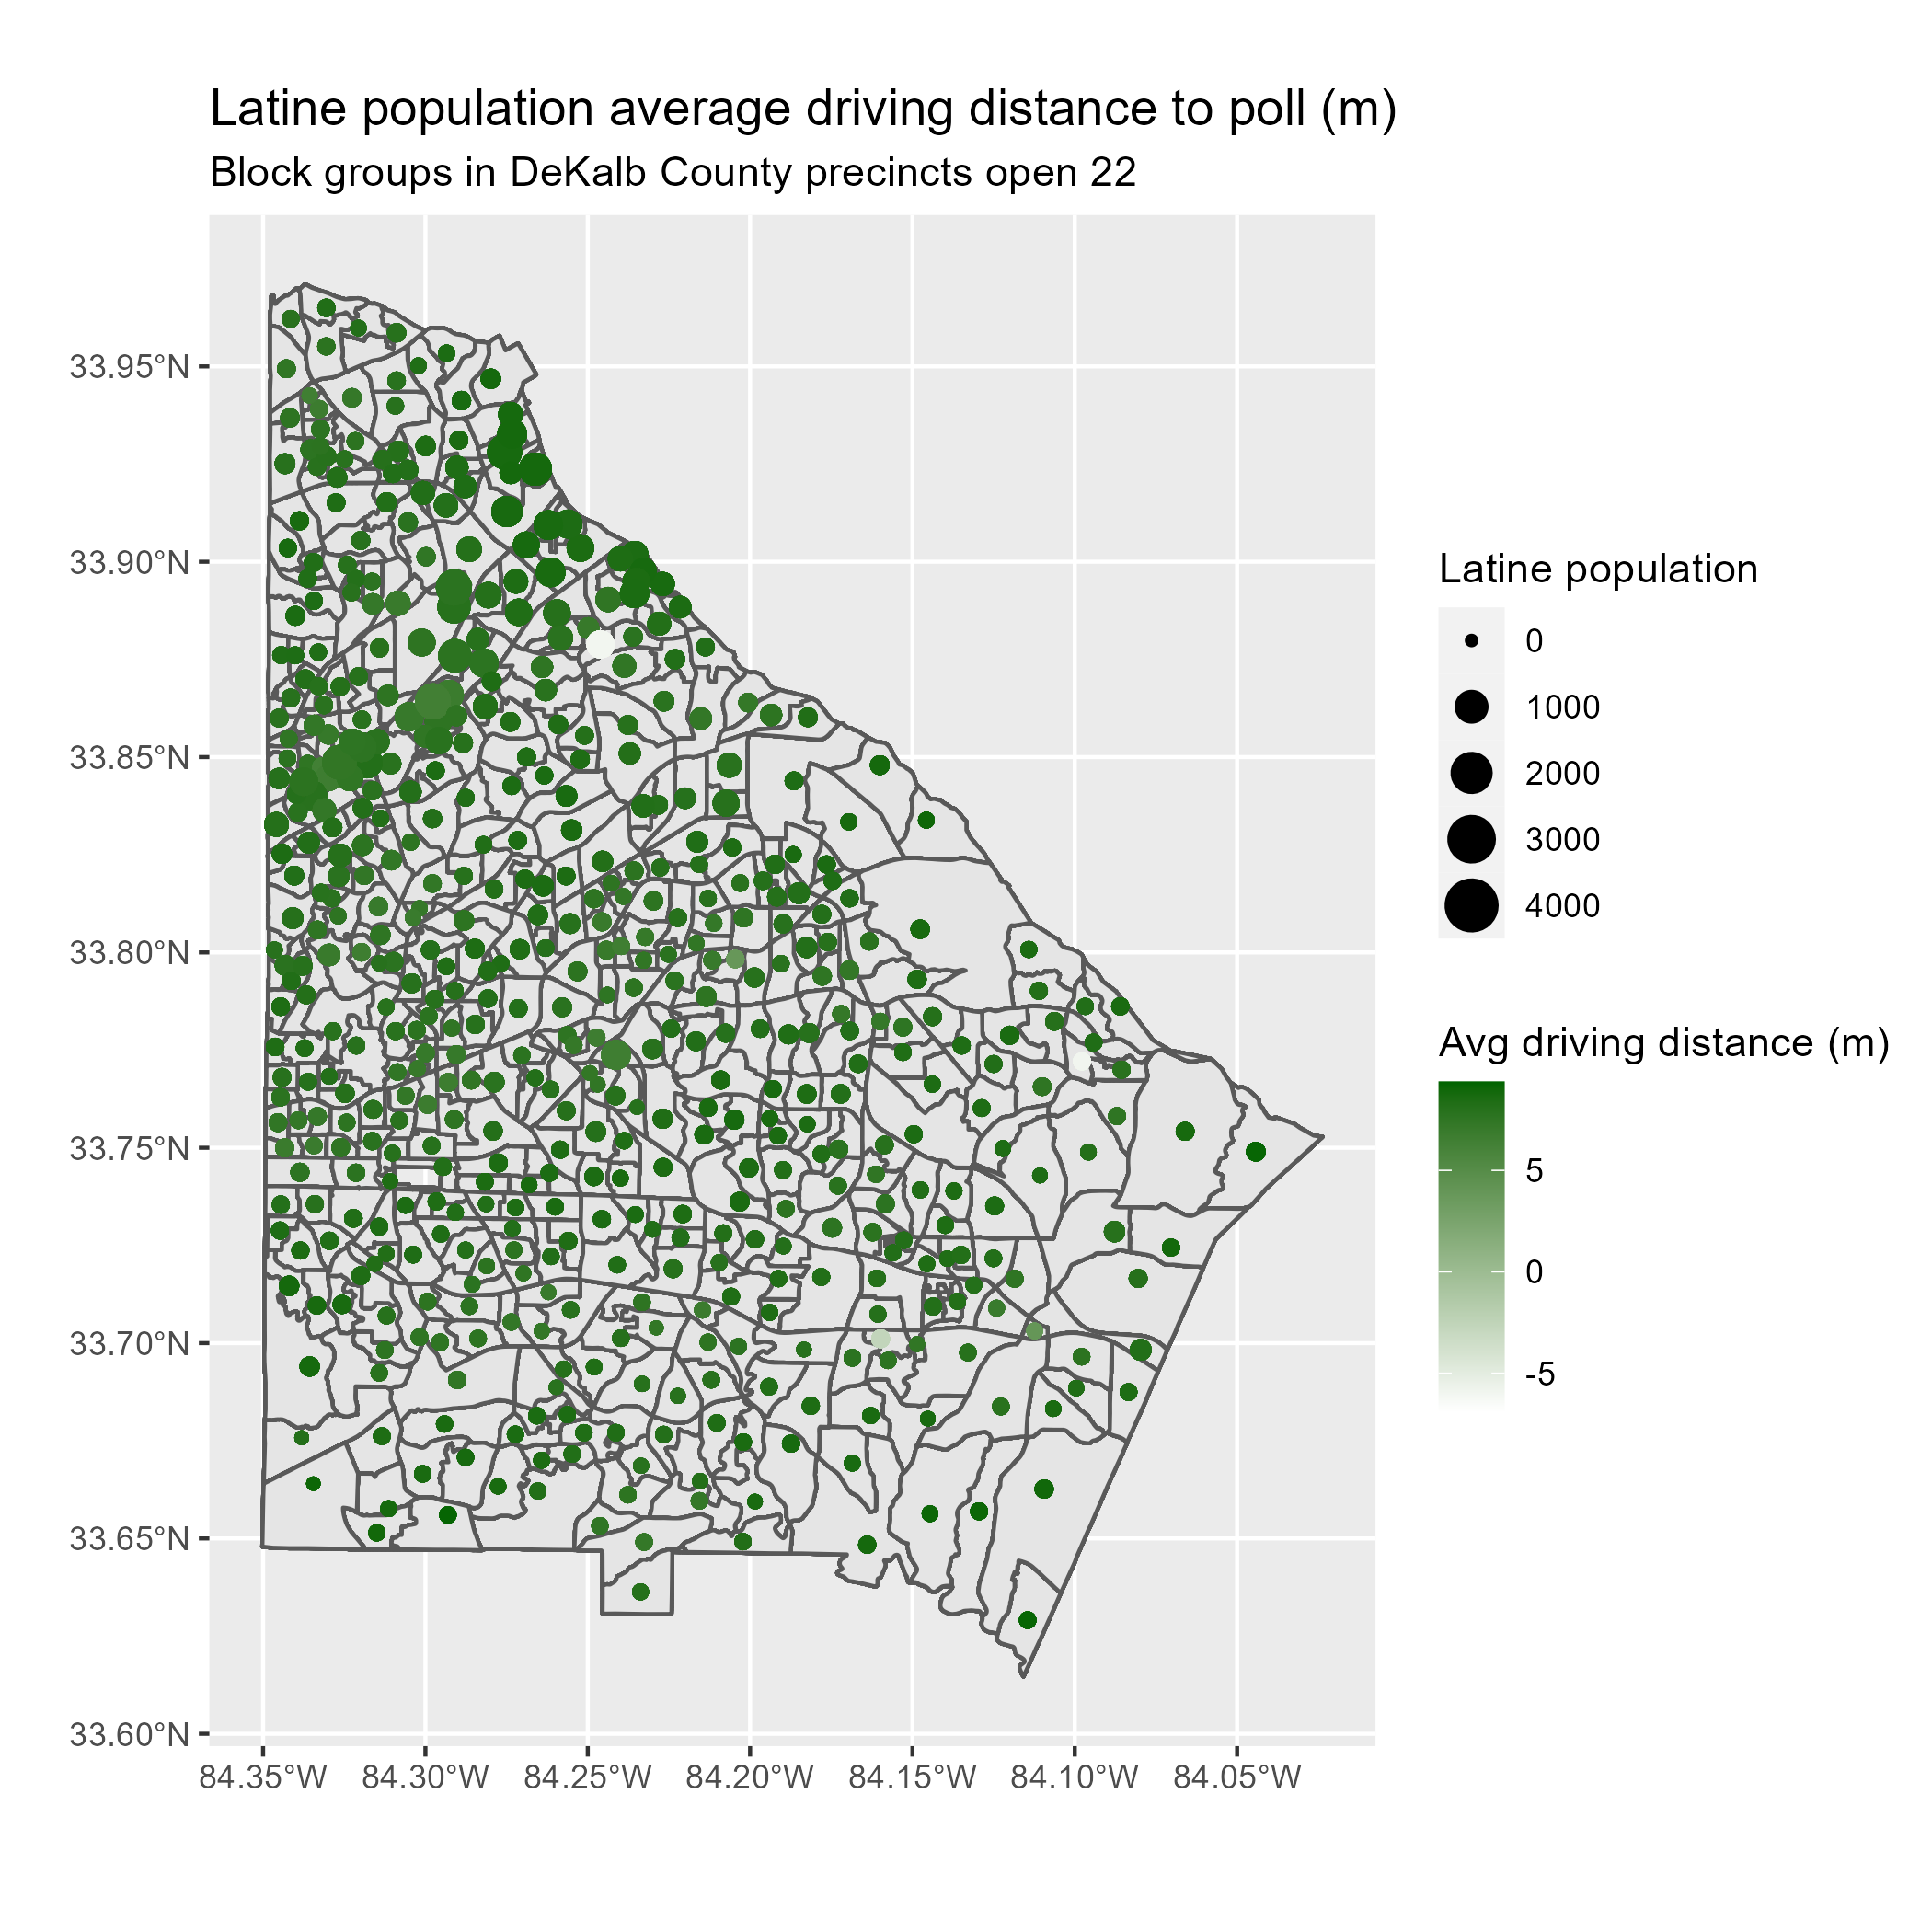 Latine population average driving distance to poll (m)
Block groups in DeKalb County precincts open 22
33.95°N
33.90°N
33.85°N
33.80°N
33.75°N
33.70°N
33.65°N
33.60°N
84.35°W 84.30°W 84.25°W 84.20°W 84.15°W 84.10°W 84.05°W
Latine population
0
1000
2000
3000
4000
Avg driving distance (m)
5
0
-5